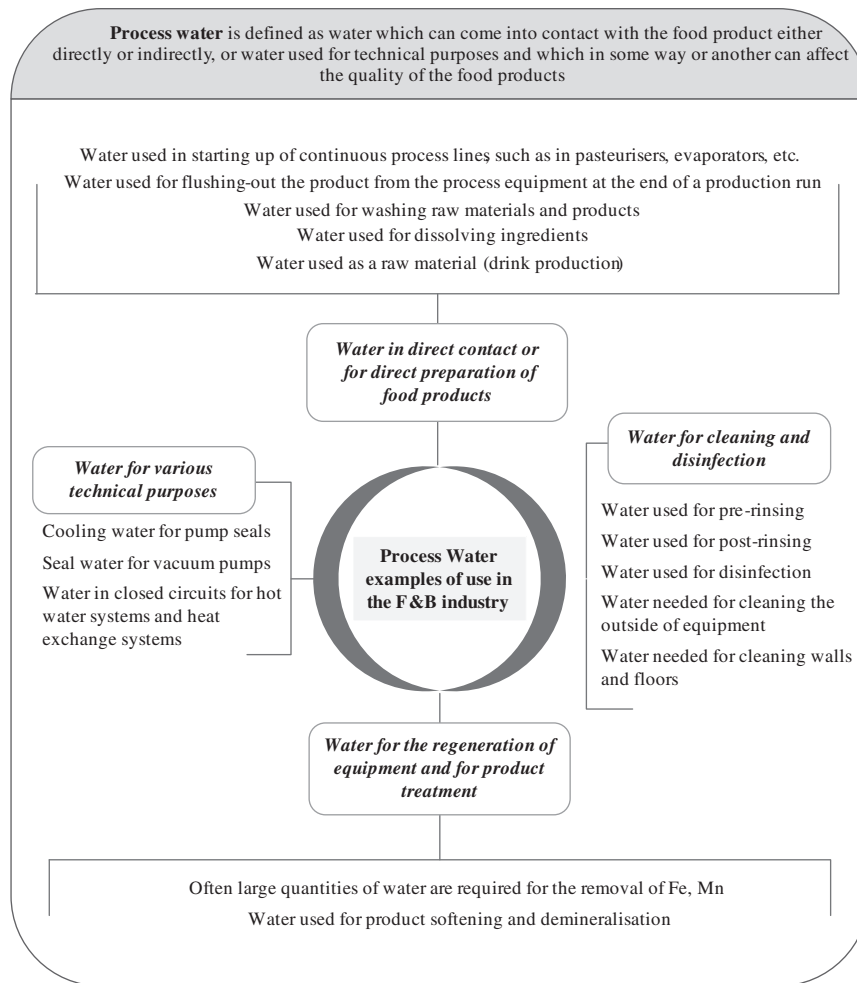 Process water is defined as water which can come into contact with the food product either
directly or indirectly, or water used for technical purposes and which in some way or another can affect
the quality of the food products
Water used in starting up of continuous process lines, such as in pasteurisers, evaporators, etc.
Water used for flushing-out the product from the process equipment at the end of a production run
Water used for washing raw materials and products
Water used for dissolving ingredients
Water used as a raw material (drink production)
Water in direct contact or
for direct preparation of
food products
Water for various
technical purposes
Cooling water for pump seals
Seal water for vacuum pumps
Water in closed circuits for hot
water systems and heat
exchange systems
Process Water
examples of use in
the F&B industry
Water for cleaning and
disinfection
Water used for pre-rinsing
Water used for post-rinsing
Water used for disinfection
Water needed for cleaning the
outside of equipment
Water needed for cleaning walls
and floors
Water for the regeneration of
equipment and for product
treatment
Often large quantities of water are required for the removal of Fe, Mn
Water used for product softening and demineralisation